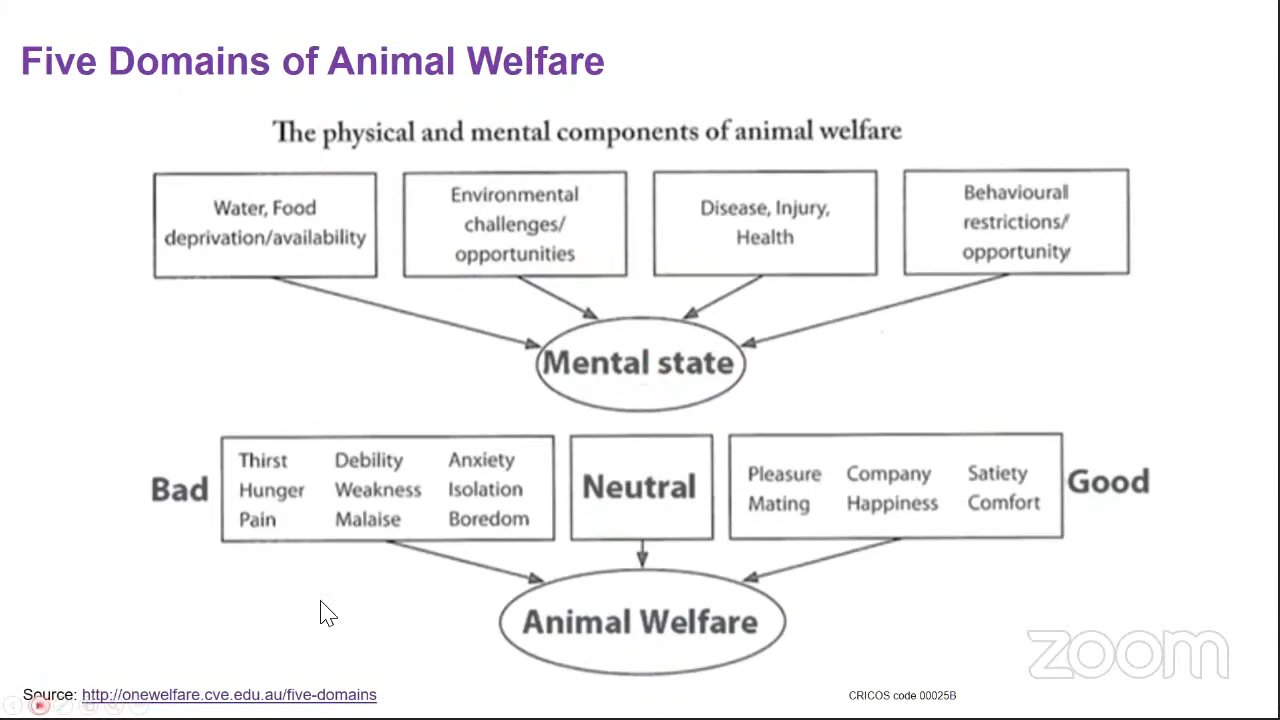 Five Domains of Animal Welfare
The physical and mental components of animal welfare
Water, Food
deprivation/availability
Environmental
challenges/
opportunities
Disease, Injury,
Health
Behavioural
restrictions/
opportunity
Mental state
Bad
Thirst Debility Anxiety
Hunger Weakness Isolation
Pain Malaise Boredom
Neutral
Pleasure Company Satiety
Mating Happiness Comfort
Good
Animal Welfare
zoom
Source: http://onewelfare.cve.edu.au/five-domains
CRICOS code 00025B